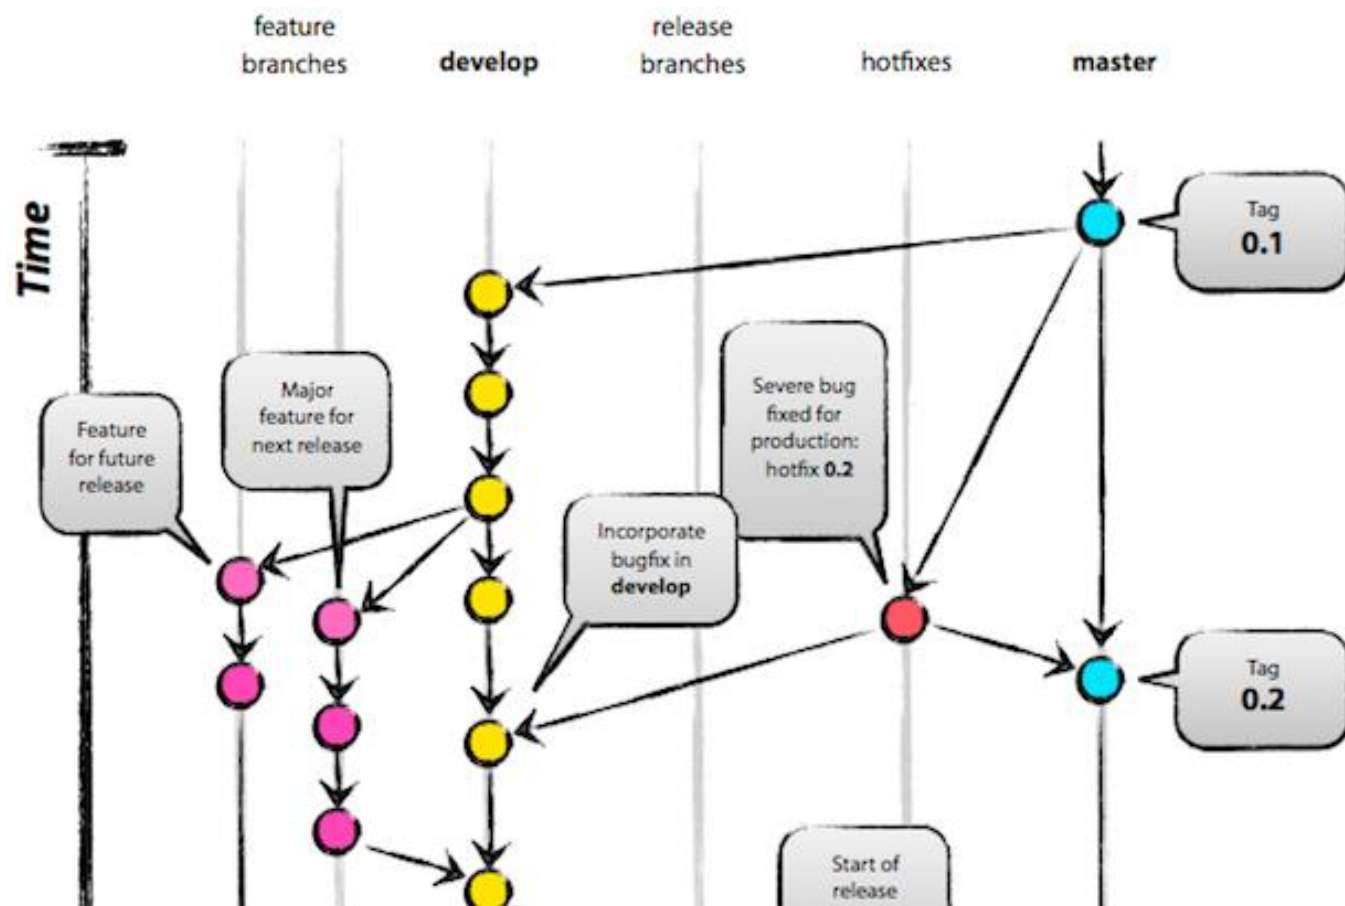 feature
branches
develop
release
branches
hotfixes
master
Time
Tag
0.1
Major
feature for
next release
Severe bug
fixed for
production:
hotfix 0.2
Feature
for future
release
Incorporate
bugfix in
develop
Tag
0.2
Start of
release